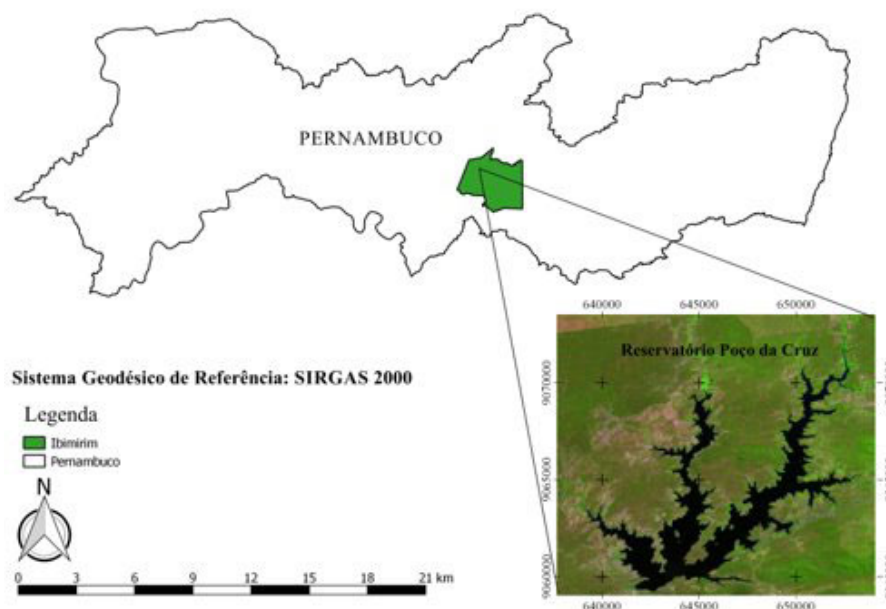 PERNAMBUCO
640000 645000 650000
Reservatório Poço da Cruz
9070000
9065000
9060000
640000 645000 650000
Sistema Geodésico de Referência: SIRGAS 2000
Legenda
Ibimirim
Pernambuco
N
0 3 6 9 12 15 18 21 km